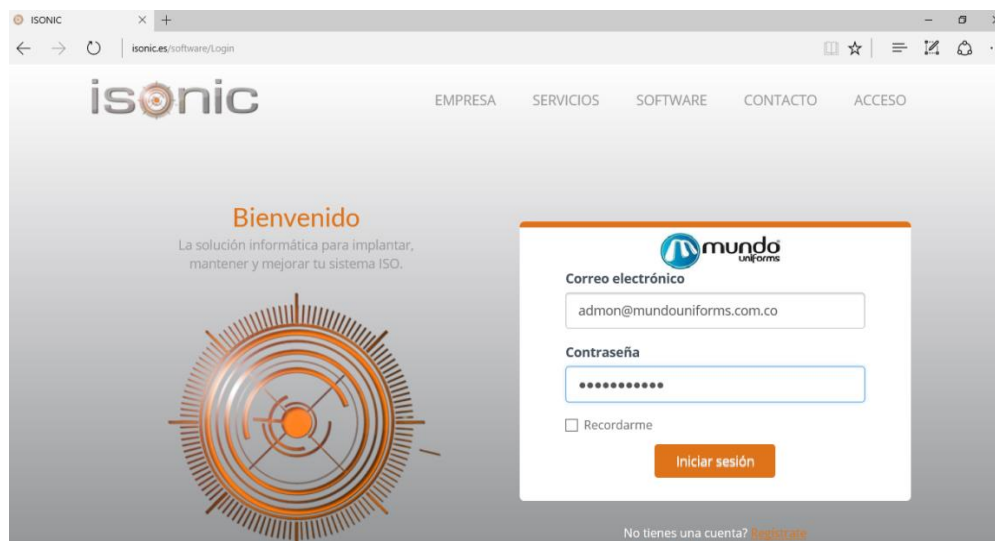 ISONIC
isonic.es/software/Login
isonic
EMPRESA SERVICIOS SOFTWARE CONTACTO ACCESO
Bienvenido
La solución informática para implantar,
mantener y mejorar tu sistema ISO.
mundo
uniforms
Correo electrónico
admon@mundouniforms.com.co
Contraseña
•••••••••••
Recordarme
Iniciar sesión
No tienes una cuenta? Registrate